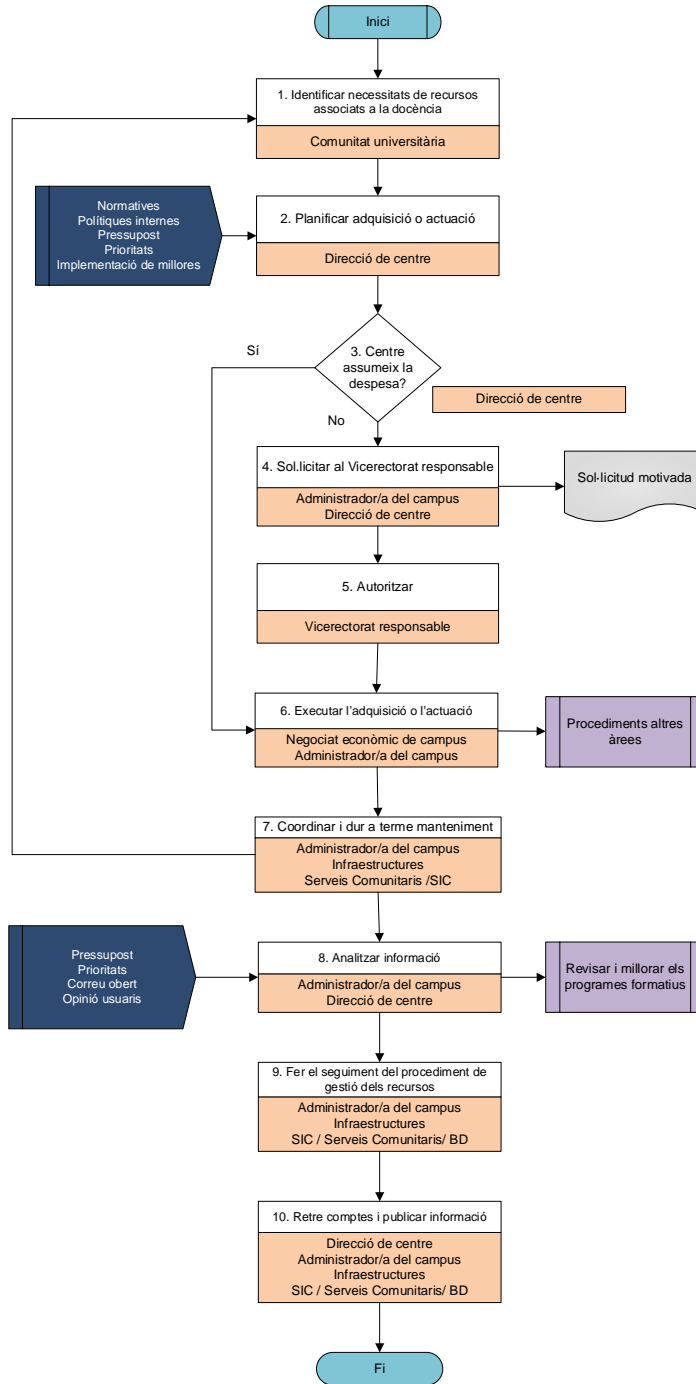 Inici
1. Identificar necessitats de recursos
associats a la docència
Comunitat universitària
Normatives
Polítiques internes
Pressupost
Prioritats
Implementació de millores
2. Planificar adquisició o actuació
Direcció de centre
Sí
3. Centre
assumeix la
despesa?
Direcció de centre
No
4. Sol.licitar al Vicerectorat responsable
Administrador/a del campus
Direcció de centre
Sol·licitud motivada
5. Autoritzar
Vicerectorat responsable
6. Executar l'adquisició o l'actuació
Negociat econòmic de campus
Administrador/a del campus
Procediments altres
àrees
7. Coordinar i dur a terme manteniment
Administrador/a del campus
Infraestructures
Serveis Comunitaris /SIC
Pressupost
Prioritats
Correu obert
Opinió usuaris
8. Analitzar informació
Administrador/a del campus
Direcció de centre
Revisar i millorar els
programes formatius
9. Fer el seguiment del procediment de
gestió dels recursos
Administrador/a del campus
Infraestructures
SIC / Serveis Comunitaris/ BD
10. Retre comptes i publicar informació
Direcció de centre
Administrador/a del campus
Infraestructures
SIC / Serveis Comunitaris/ BD
Fi